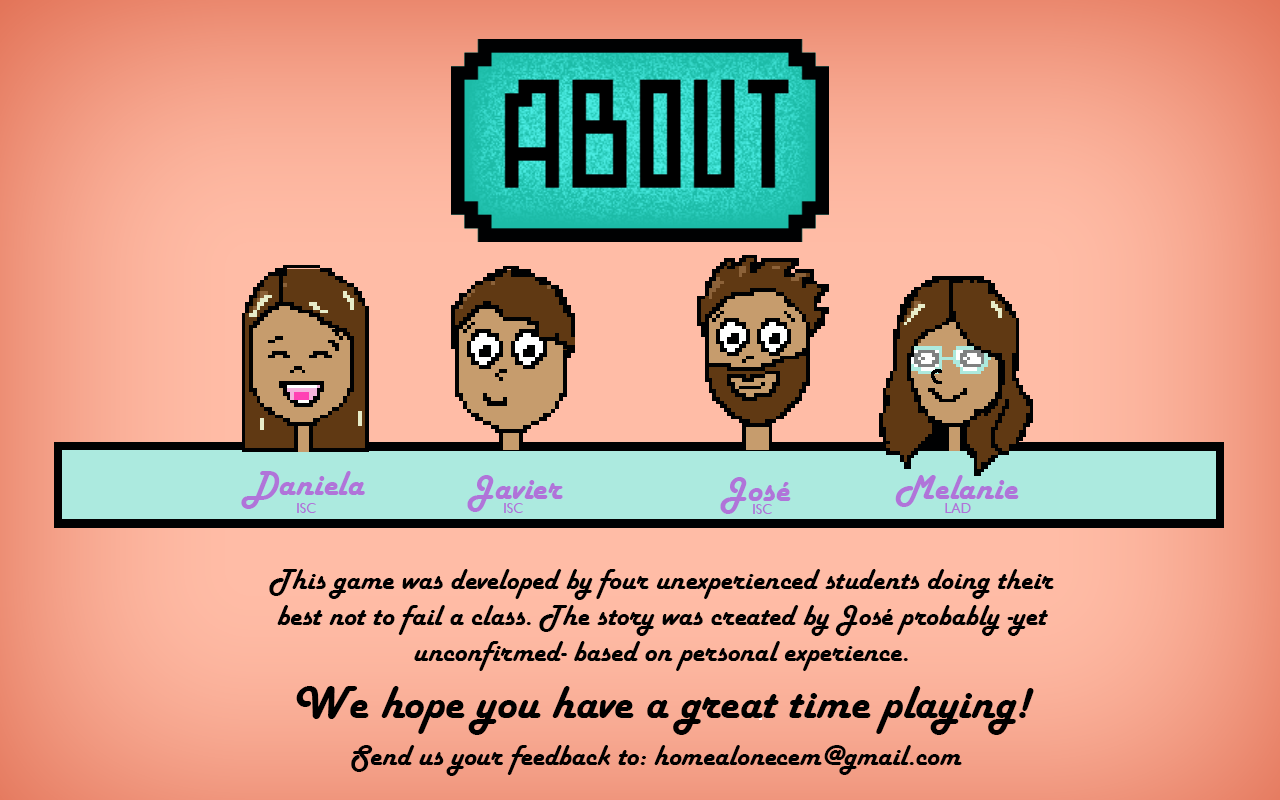 ABOUT
Daniela Javier José Melanie
ISC ISC ISC LAD
This game was developed by four unexperienced students doing their
best not to fail a class. The story was created by José probably -yet
unconfirmed- based on personal experience.
We hope you have a great time playing!
Send us your feedback to: homealonecem@gmail.com